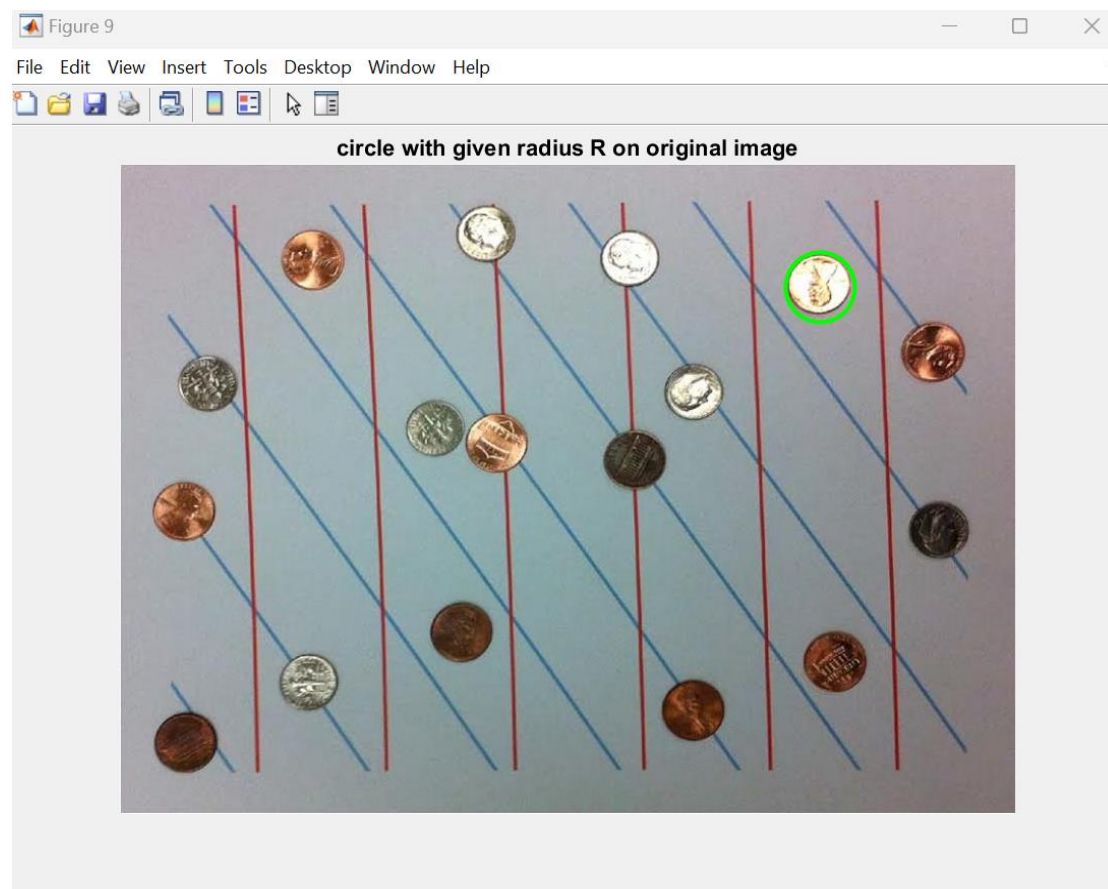 Figure 9
File Edit View Insert Tools Desktop Window Help
circle with given radius R on original image